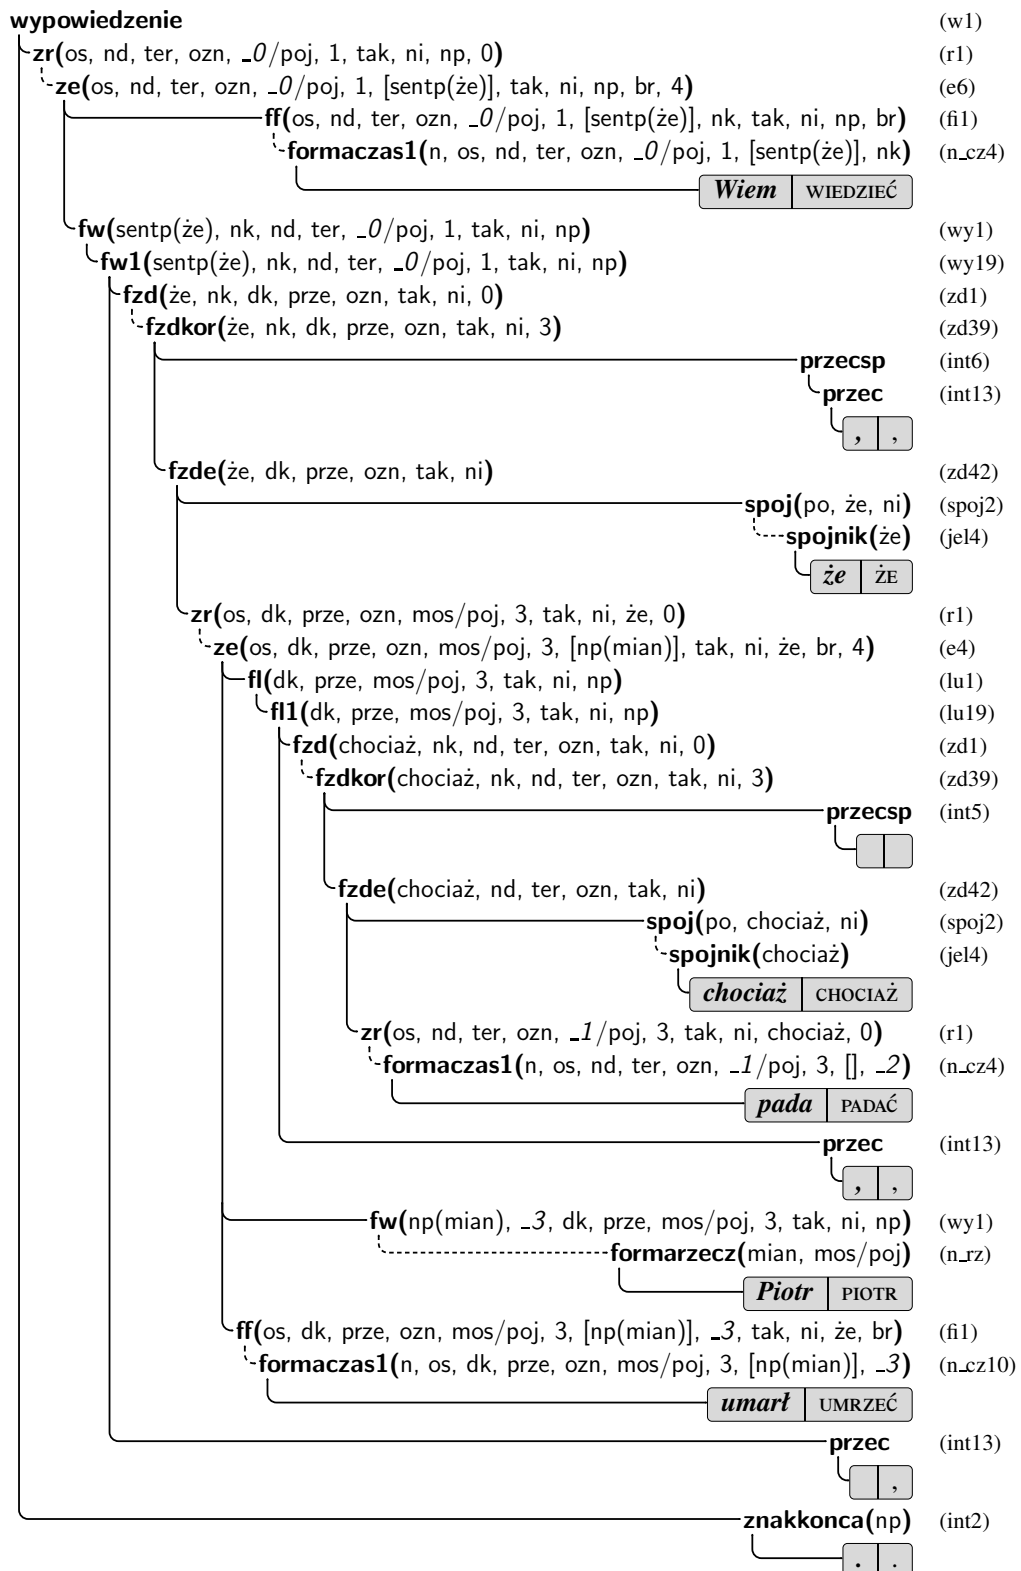 wypowiedzenie (w1)
zr(os, nd, ter, ozn, _0/poj, 1, tak, ni, np, 0) (r1)
ze(os, nd, ter, ozn, _0/poj, 1, [sentp(że)], tak, ni, np, br, 4) (e6)
ff(os, nd, ter, ozn, _0/poj, 1, [sentp(że)], nk, tak, ni, np, br) (fi1)
formaczas1(n, os, nd, ter, ozn, _0/poj, 1, [sentp(że)], nk) (n_cz4)
Wiem WIEDZIEĆ
fw(sentp(że), nk, nd, ter, _0/poj, 1, tak, ni, np) (wy1)
fw1(sentp(że), nk, nd, ter, _0/poj, 1, tak, ni, np) (wy19)
fzd(że, nk, dk, prze, ozn, tak, ni, 0) (zd1)
fzdkor(że, nk, dk, prze, ozn, tak, ni, 3) (zd39)
przecsp (int6)
przec (int13)
, ,
fzde(że, dk, prze, ozn, tak, ni) (zd42)
spoj(po, że, ni) (spoj2)
spojnik(że) (jel4)
że ŻE
zr(os, dk, prze, ozn, mos/poj, 3, tak, ni, że, 0) (r1)
ze(os, dk, prze, ozn, mos/poj, 3, [np(mian)], tak, ni, że, br, 4) (e4)
fl(dk, prze, mos/poj, 3, tak, ni, np) (lu1)
fl1(dk, prze, mos/poj, 3, tak, ni, np) (lu19)
fzd(chociaż, nk, nd, ter, ozn, tak, ni, 0) (zd1)
fzdkor(chociaż, nk, nd, ter, ozn, tak, ni, 3) (zd39)
przecsp (int5)
fzde(chociaż, nd, ter, ozn, tak, ni) (zd42)
spoj(po, chociaż, ni) (spoj2)
spojnik(chociaż) (jel4)
chociaż CHOCIAŻ
zr(os, nd, ter, ozn, _1/poj, 3, tak, ni, chociaż, 0) (r1)
formaczas1(n, os, nd, ter, ozn, _1/poj, 3, [], _2) (n_cz4)
pada PADAĆ
przec (int13)
, ,
fw(np(mian), _3, dk, prze, mos/poj, 3, tak, ni, np) (wy1)
formarzecz(mian, mos/poj) (n_rz)
Piotr PIOTR
ff(os, dk, prze, ozn, mos/poj, 3, [np(mian)], _3, tak, ni, że, br) (fi1)
formaczas1(n, os, dk, prze, ozn, mos/poj, 3, [np(mian)], _3) (n_cz10)
umarł UMRZEĆ
przec (int13)
,
znakkonca(np) (int2)
. .